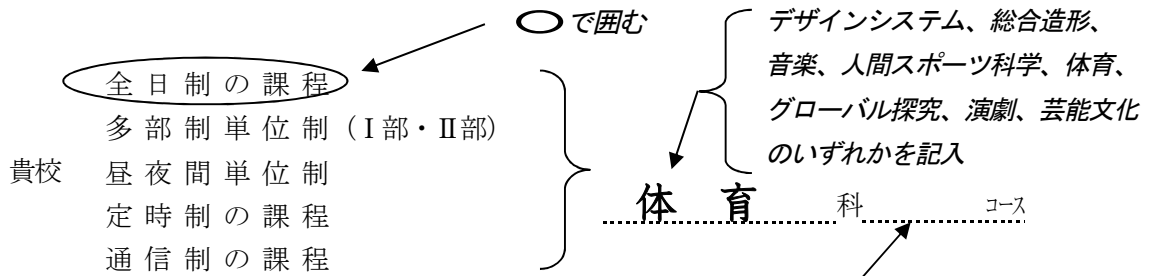 〇で囲む
デザインシステム、総合造形、
音楽、人間スポーツ科学、体育、
グローバル探究、演劇、芸能文化
のいずれかを記入
全日制の課程
多部制単位制（Ⅰ部・Ⅱ部）
貴校 昼夜間単位制
定時制の課程
通信制の課程
体育 科 コース